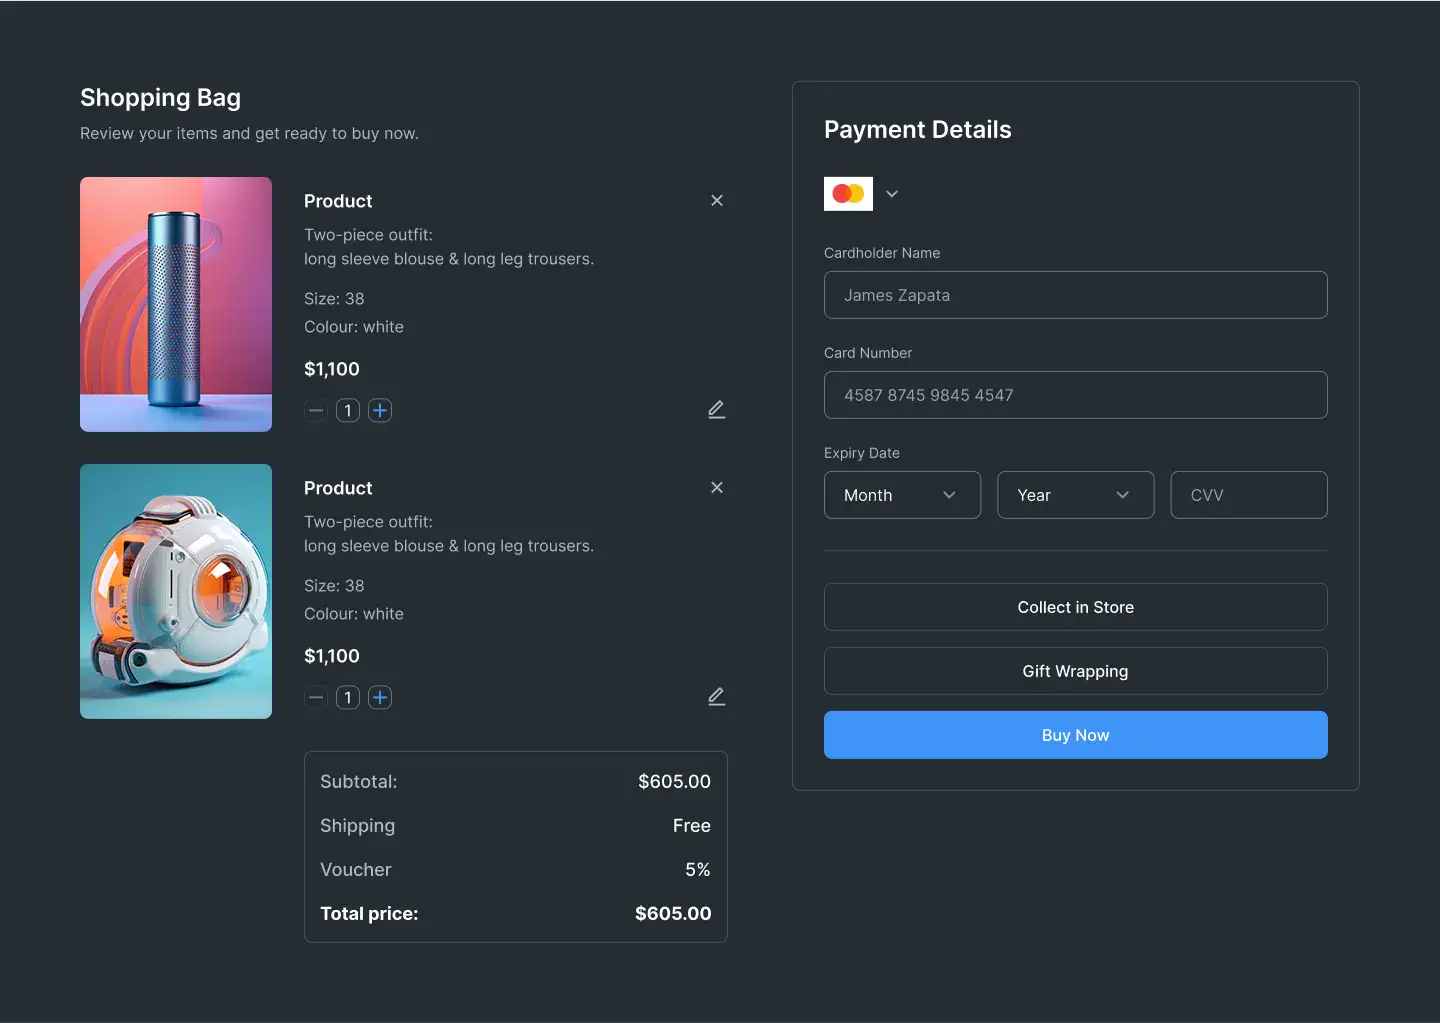 Shopping Bag
Review your items and get ready to buy now.
Product
Two-piece outfit:
long sleeve blouse & long leg trousers.
Size: 38
Colour: white
$1,100
1
Product
Two-piece outfit:
long sleeve blouse & long leg trousers.
Size: 38
Colour: white
$1,100
1
Subtotal: $605.00
Shipping Free
Voucher 5%
Total price: $605.00
Payment Details
Cardholder Name
James Zapata
Card Number
4587 8745 9845 4547
Expiry Date
Month Year CVV
Collect in Store
Gift Wrapping
Buy Now